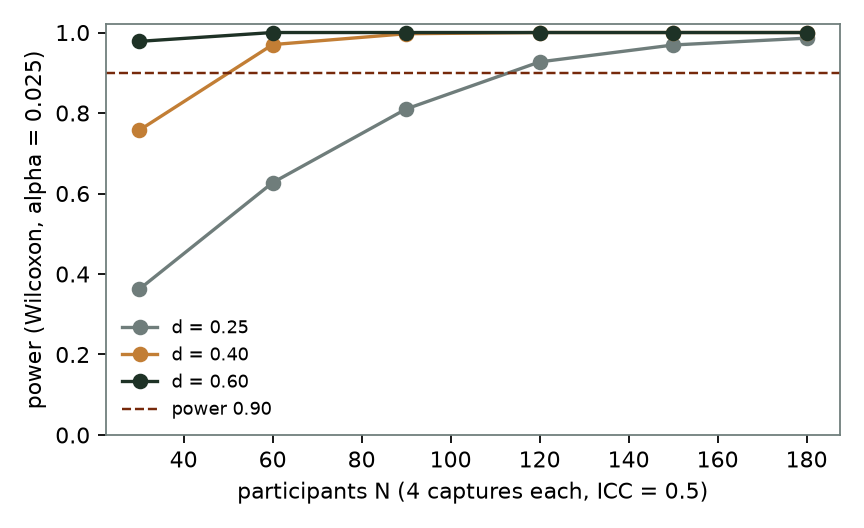 power (Wilcoxon, alpha = 0.025)
1.0
0.8
0.6
0.4
0.2
0.0
d = 0.25
d = 0.40
d = 0.60
power 0.90
40 60 80 100 120 140 160 180
participants N (4 captures each, ICC = 0.5)